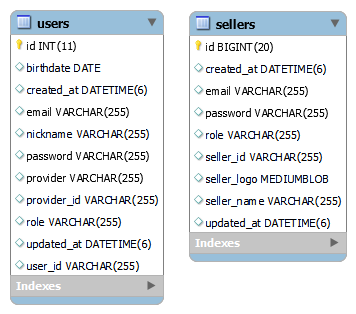 users
id INT(11)
birthdate DATE
created_at DATETIME(6)
email VARCHAR(255)
nickname VARCHAR(255)
password VARCHAR(255)
provider VARCHAR(255)
provider_id VARCHAR(255)
role VARCHAR(255)
updated_at DATETIME(6)
user_id VARCHAR(255)
Indexes
sellers
id BIGINT(20)
created_at DATETIME(6)
email VARCHAR(255)
password VARCHAR(255)
role VARCHAR(255)
seller_id VARCHAR(255)
seller_logo MEDIUMBLOB
seller_name VARCHAR(255)
updated_at DATETIME(6)
Indexes